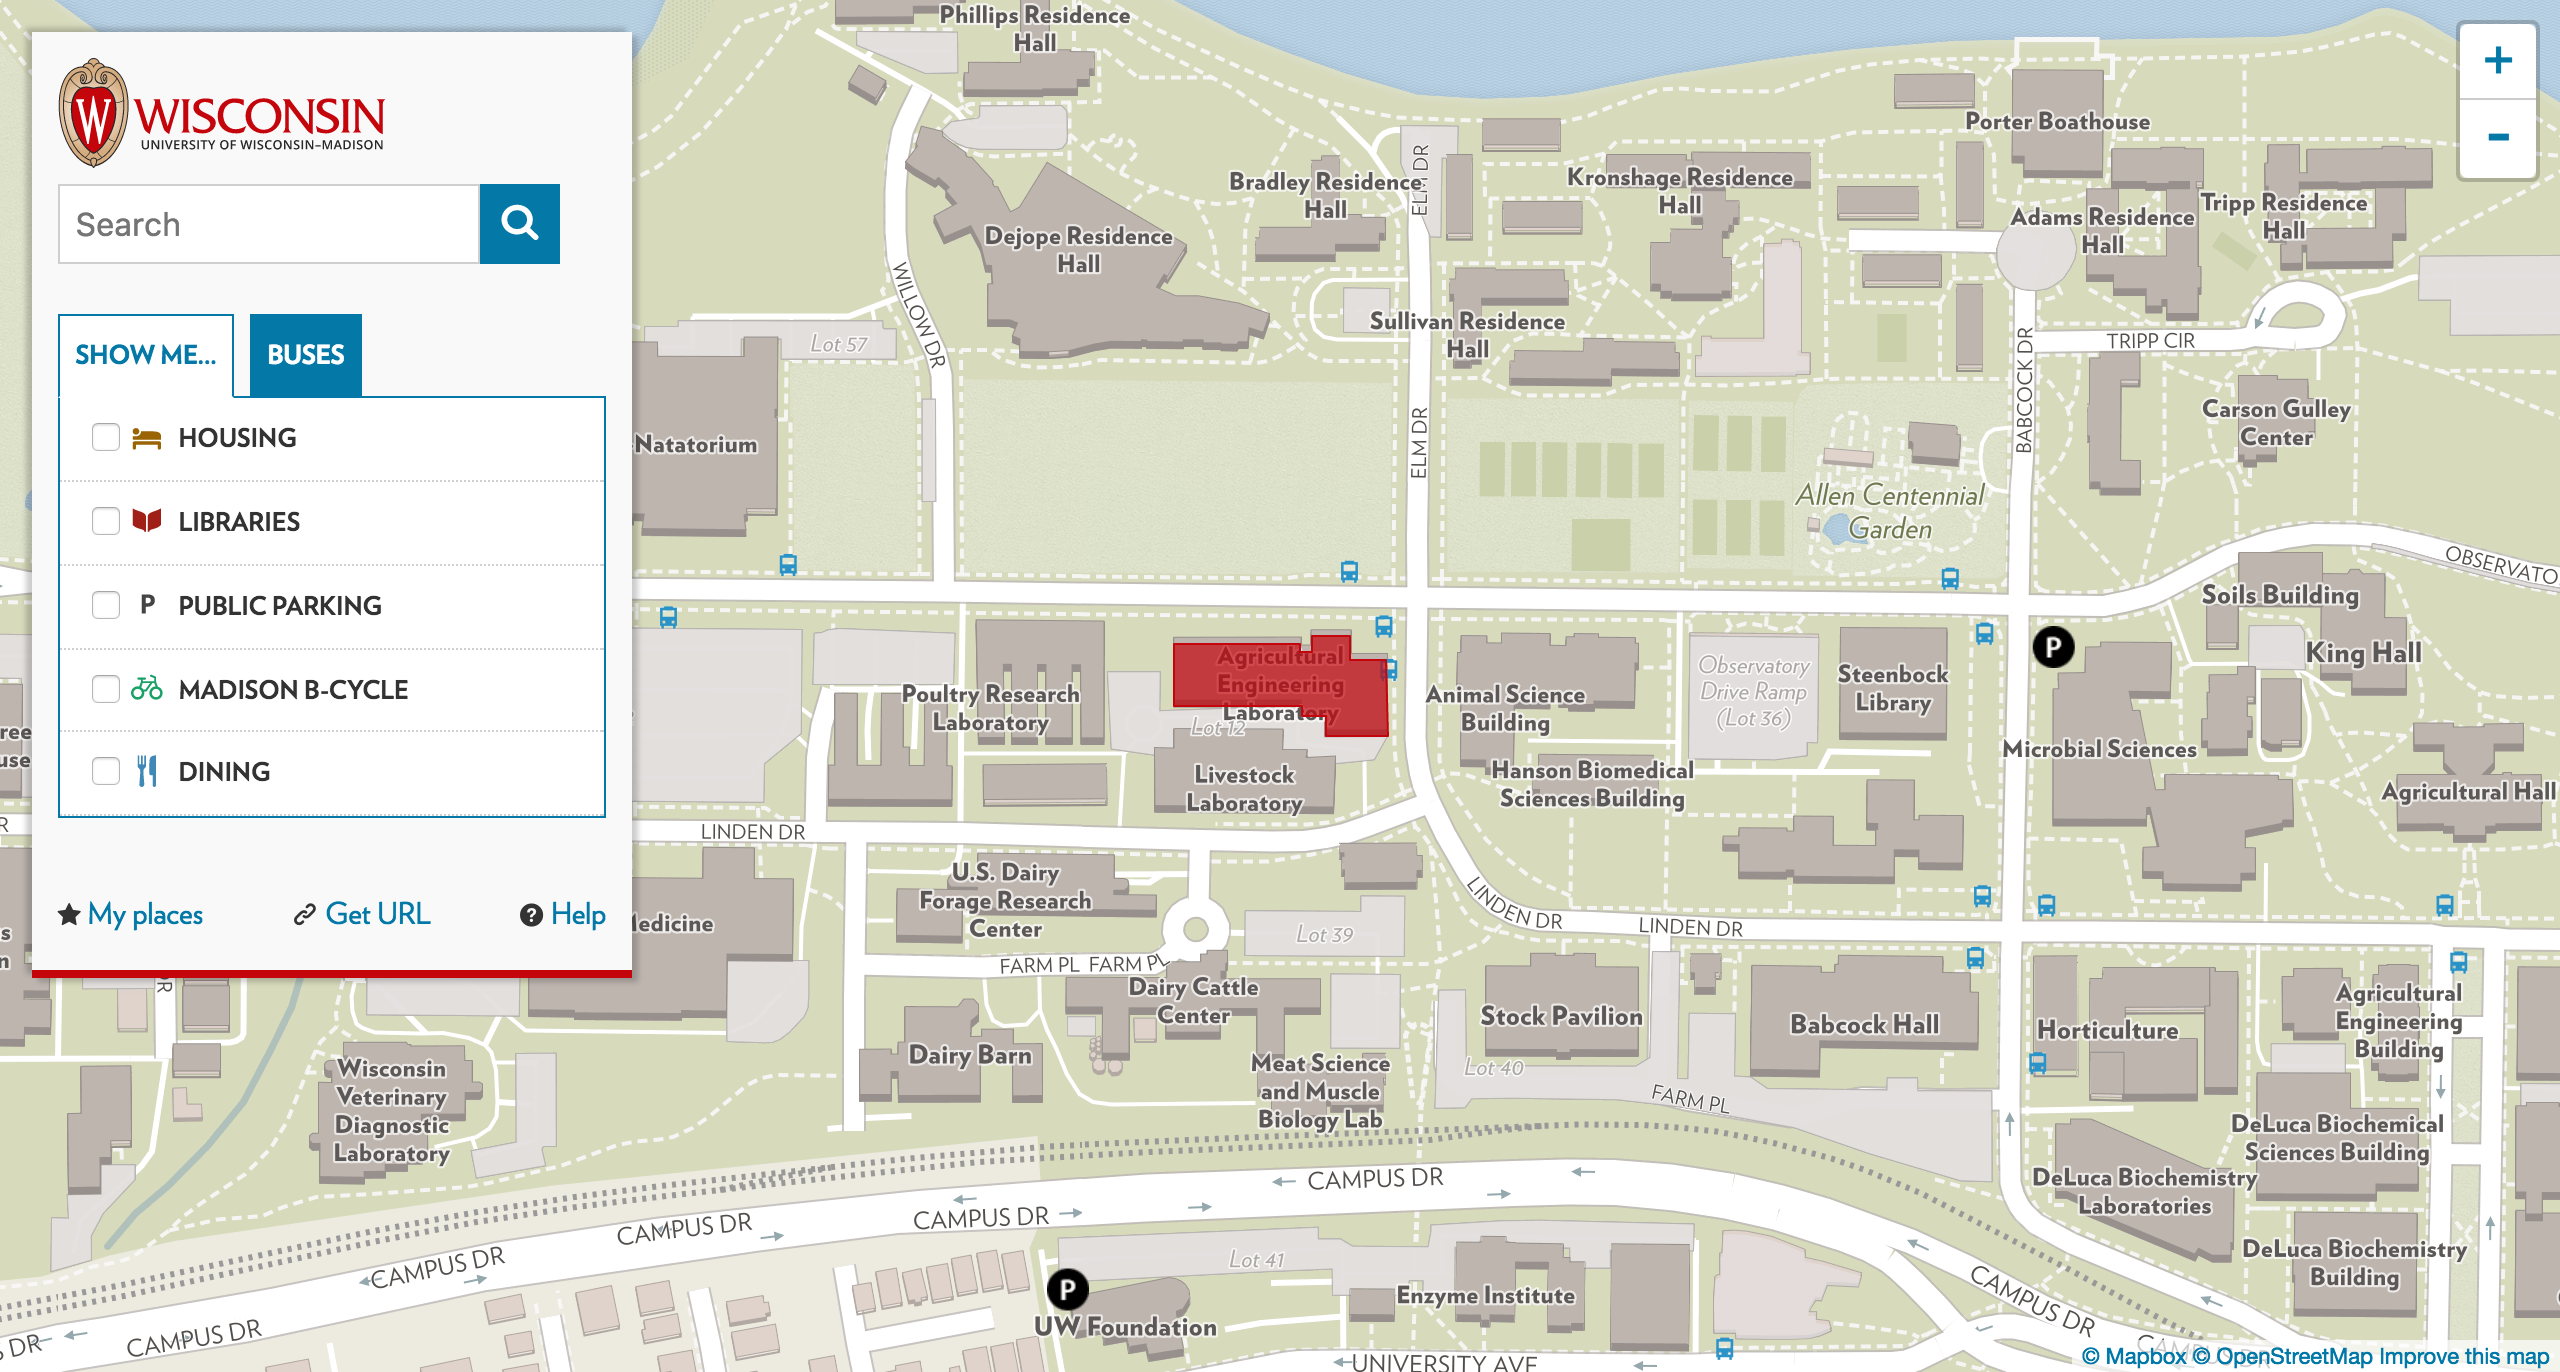 WISCONSIN
UNIVERSITY OF WISCONSIN–MADISON
Search
SHOW ME...
BUSES
HOUSING
LIBRARIES
P PUBLIC PARKING
MADISON B-CYCLE
DINING
My places
Get URL
? Help
+
-
Phillips Residence
Hall
Dejope Residence
Hall
Bradley Residence
Hall
ELM DR
Kronshage Residence
Hall
Porter Boathouse
Adams Residence
Hall
Tripp Residence
Hall
Sullivan Residence
Hall
WILLOW DR
Lot 57
Natatorium
ELM DR
BABCOCK DR
TRIPP CIR
Carson Gulley
Center
Allen Centennial
Garden
Soils Building
King Hall
P
Agricultural
Engineering
Laboratory
Lot 12
Poultry Research
Laboratory
Livestock
Laboratory
Animal Science
Building
Hanson Biomedical
Sciences Building
Observatory
Drive Ramp
(Lot 36)
Steenbock
Library
Microbial Sciences
Agricultural Hall
LINDEN DR
U.S. Dairy
Forage Research
Center
Lot 39
LINDEN DR
LINDEN DR
FARM PL
FARM PL
Dairy Cattle
Center
Dairy Barn
Meat Science
and Muscle
Biology Lab
Stock Pavilion
Lot 40
Babcock Hall
FARM PL
Horticulture
Agricultural
Engineering
Building
DeLuca Biochemical
Sciences Building
DeLuca Biochemistry
Laboratories
DeLuca Biochemistry
Building
Wisconsin
Veterinary
Diagnostic
Laboratory
CAMPUS DR
CAMPUS DR
CAMPUS DR
CAMPUS DR
CAMPUS DR
CAMPUS DR
Lot 41
P
UW Foundation
Enzyme Institute
UNIVERSITY AVE
© Mapbox © OpenStreetMap Improve this map